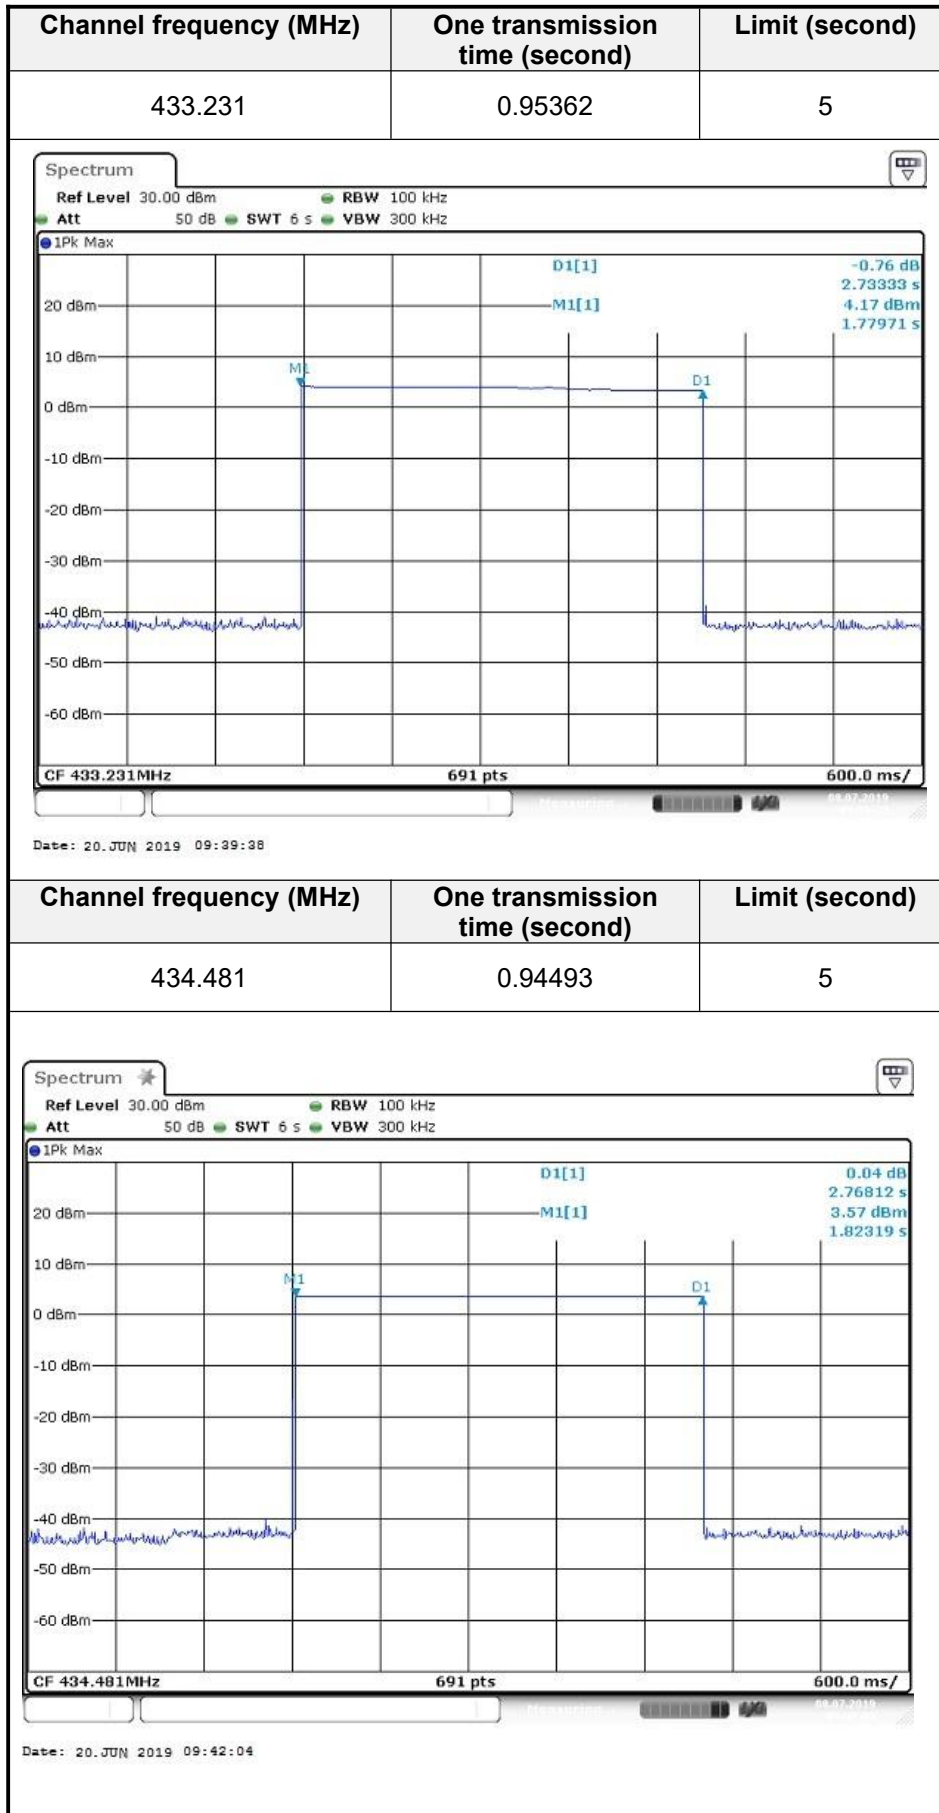 Channel frequency (MHz) One transmission time (second) Limit (second)
433.231 0.95362 5
Spectrum
Ref Level 30.00 dBm RBW 100 kHz
Att 50 dB SWT 6 s VBW 300 kHz
1Pk Max
D1[1] -0.76 dB
2.73333 s
M1[1] 4.17 dBm
1.77971 s
20 dBm
10 dBm
M1
D1
0 dBm
-10 dBm
-20 dBm
-30 dBm
-40 dBm
-50 dBm
-60 dBm
CF 433.231MHz 691 pts 600.0 ms/
Measuring...
Date: 20.JUN 2019 09:39:38
Channel frequency (MHz) One transmission time (second) Limit (second)
434.481 0.94493 5
Spectrum
Ref Level 30.00 dBm RBW 100 kHz
Att 50 dB SWT 6 s VBW 300 kHz
1Pk Max
D1[1] 0.04 dB
2.76812 s
M1[1] 3.57 dBm
1.82319 s
20 dBm
10 dBm
M1
D1
0 dBm
-10 dBm
-20 dBm
-30 dBm
-40 dBm
-50 dBm
-60 dBm
CF 434.481MHz 691 pts 600.0 ms/
Measuring...
Date: 20.JUN 2019 09:42:04